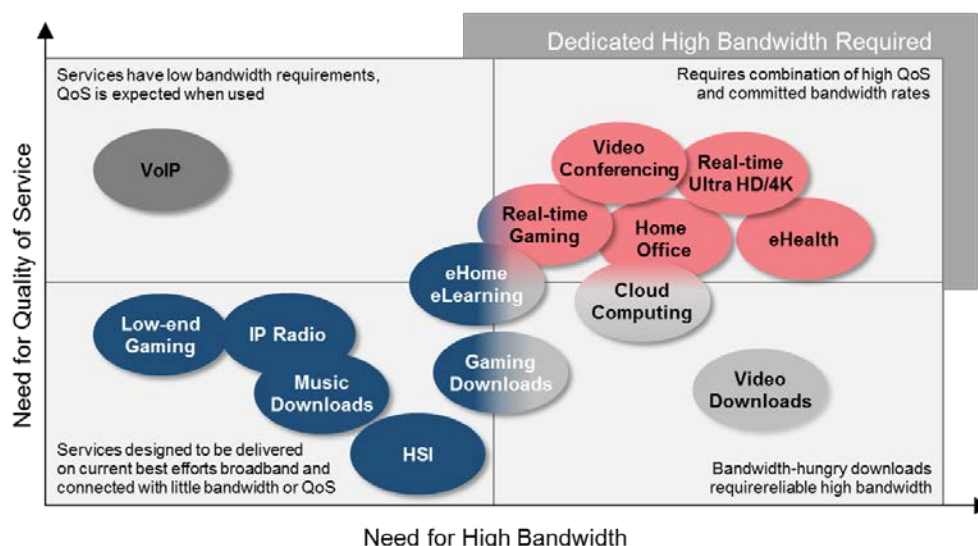 Dedicated High Bandwidth Required
Services have low bandwidth requirements,
QoS is expected when used
Requires combination of high QoS
and committed bandwidth rates
VoIP
Video
Conferencing
Real-time
Ultra HD/4K
Real-time
Gaming
Home
Office
eHealth
eHome
eLearning
Cloud
Computing
Low-end
Gaming
IP Radio
Music
Downloads
Gaming
Downloads
Video
Downloads
HSI
Services designed to be delivered
on current best efforts broadband and
connected with little bandwidth or QoS
Bandwidth-hungry downloads
requirereliable high bandwidth
Need for Quality of Service
Need for High Bandwidth